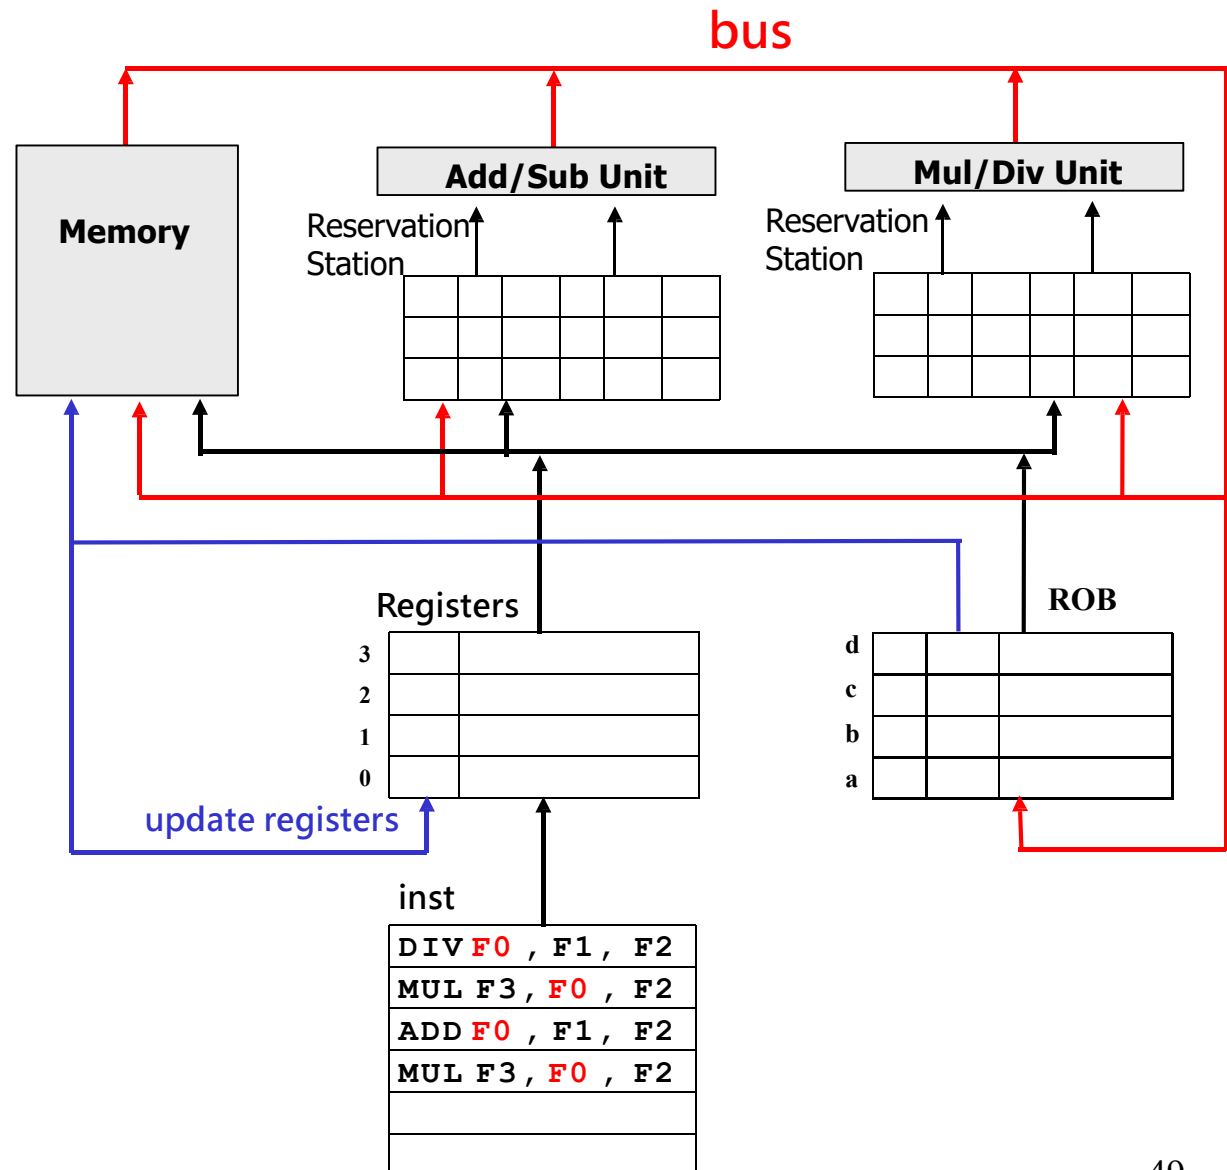 bus
Memory
Add/Sub Unit
Mul/Div Unit
Reservation
Station
Reservation
Station
Registers
ROB
3
2
1
0
d
c
b
a
update registers
inst
DIV F0 , F1, F2
MUL F3, F0 , F2
ADD F0 , F1, F2
MUL F3, F0 , F2